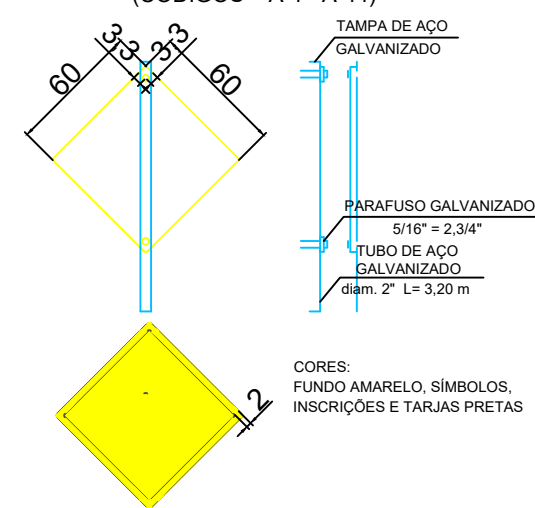 TAMPA DE AÇO
GALVANIZADO
3,3
3,3
60
60
PARAFUSO GALVANIZADO
5/16" = 2,3/4"
TUBO DE AÇO
GALVANIZADO
diam. 2" L= 3,20 m
2
CORES:
FUNDO AMARELO, SÍMBOLOS,
INSCRIÇÕES E TARJAS PRETAS